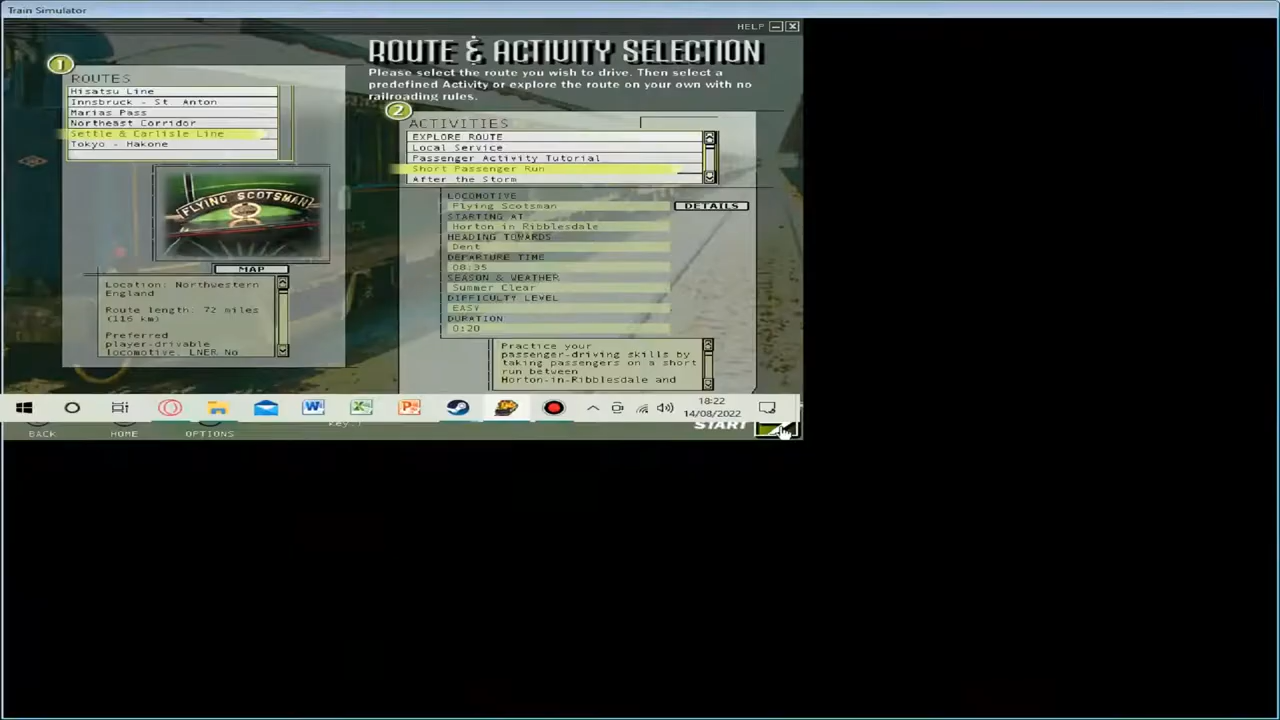 Train Simulator
HELP
ROUTE & ACTIVITY SELECTION
Please select the route you wish to drive. Then select a
predefined Activity or explore the route on your own with no
railroading rules.
1
ROUTES
Hisatsu Line
Innsbruck - St. Anton
Marias Pass
Northeast Corridor
Settle & Carlisle Line
Tokyo - Hakone
FLYING SCOTSMAN
MAP
Location: Northwestern
England
Route length: 72 miles
(116 km)
Preferred
player-drivable
locomotive: LNER No
2
ACTIVITIES
EXPLORE ROUTE
Local Service
Passenger Activity Tutorial
Short Passenger Run
After the Storm
LOCOMOTIVE
Flying Scotsman
DETAILS
STARTING AT
Horton in Ribblesdale
HEADING TOWARDS
Dent
DEPARTURE TIME
08:35
SEASON & WEATHER
Summer Clear
DIFFICULTY LEVEL
EASY
DURATION
0:20
Practice your
passenger-driving skills by
taking passengers on a short
run between
Horton-in-Ribblesdale and
18:22
14/08/2022
BACK
HOME
OPTIONS
START